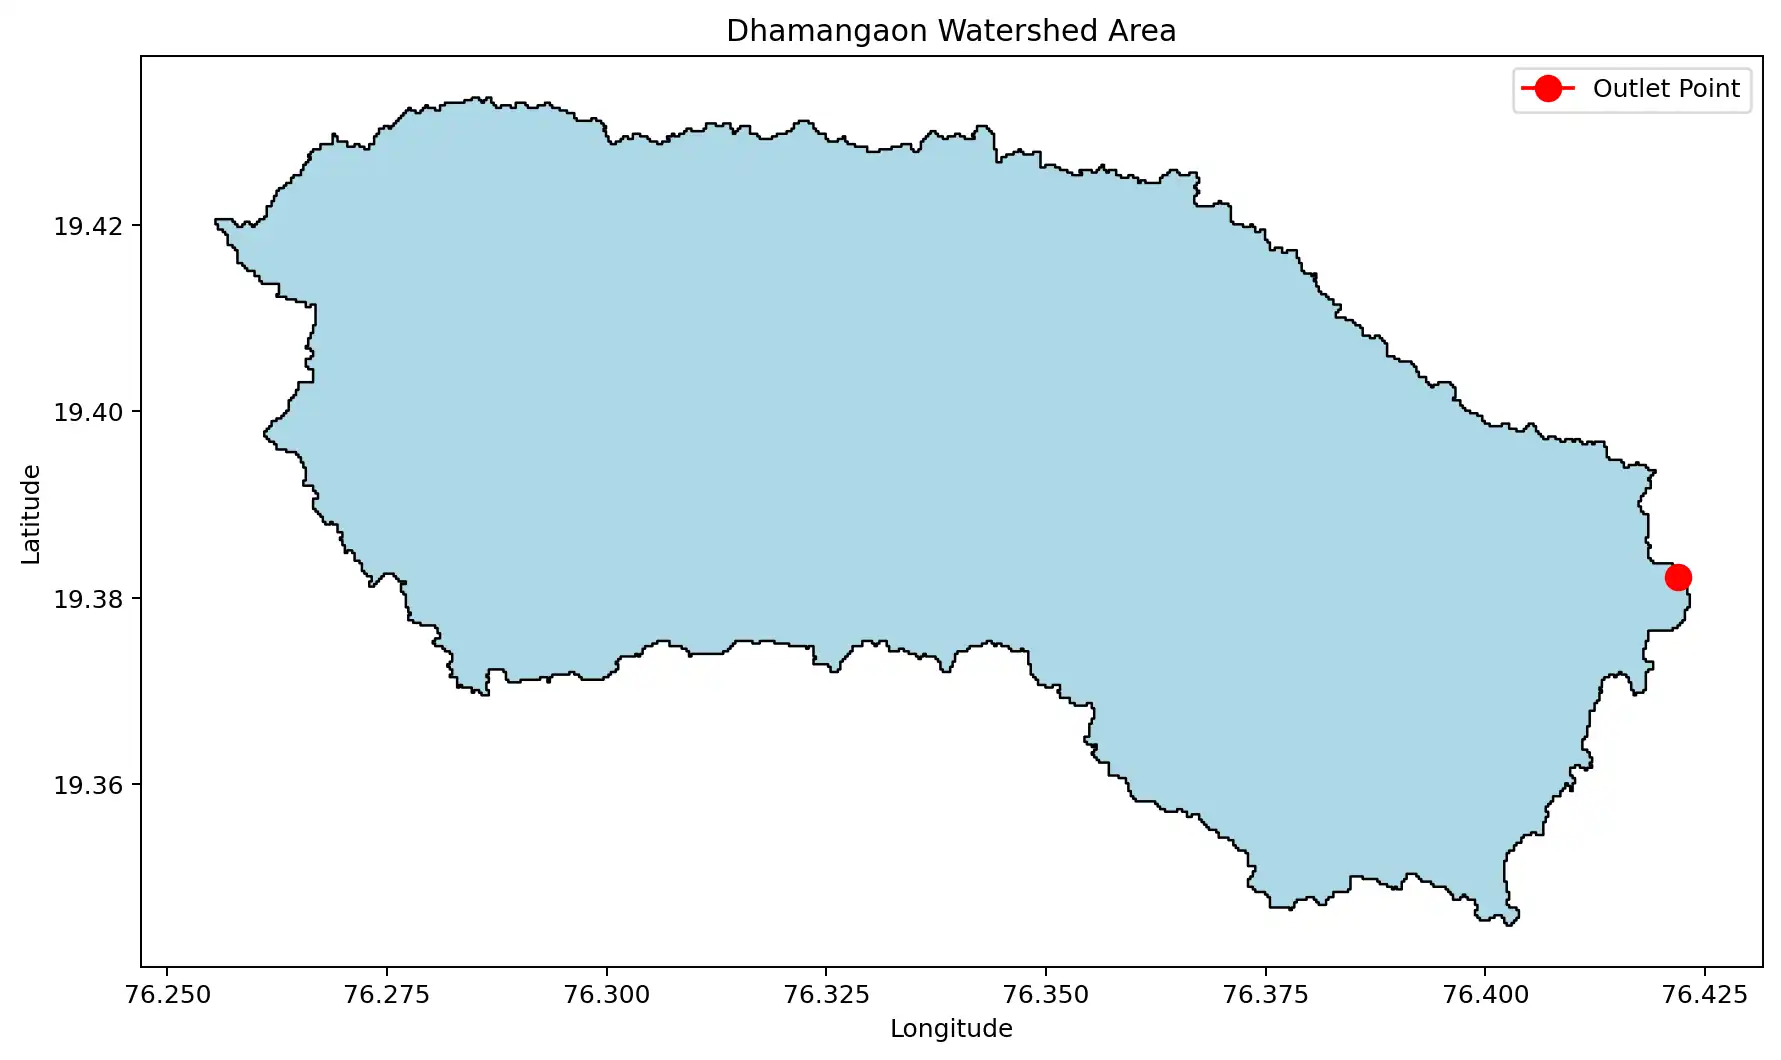 Dhamangaon Watershed Area
Outlet Point
19.42
19.40
19.38
19.36
Latitude
76.250 76.275 76.300 76.325 76.350 76.375 76.400 76.425
Longitude